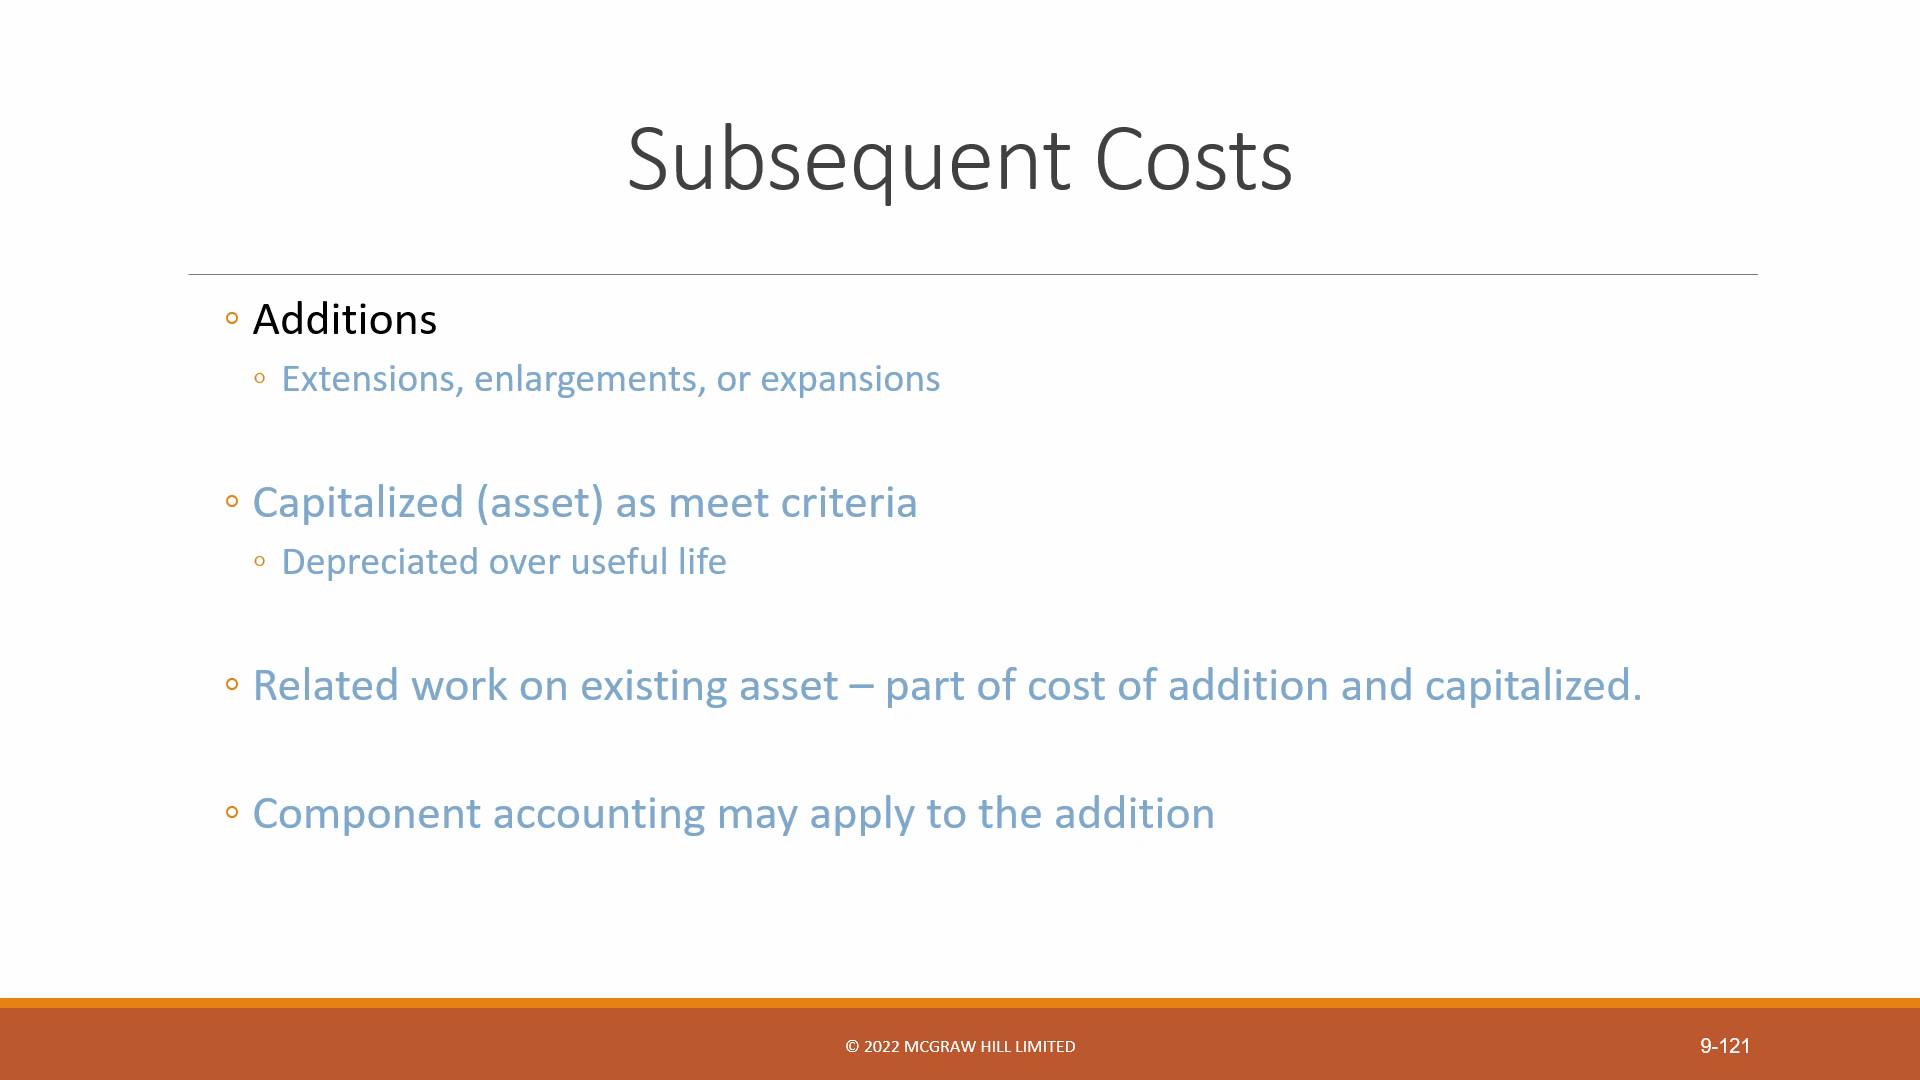 Subsequent Costs
Additions
Extensions, enlargements, or expansions
Capitalized (asset) as meet criteria
Depreciated over useful life
Related work on existing asset – part of cost of addition and capitalized.
Component accounting may apply to the addition
© 2022 MCGRAW HILL LIMITED
9-121